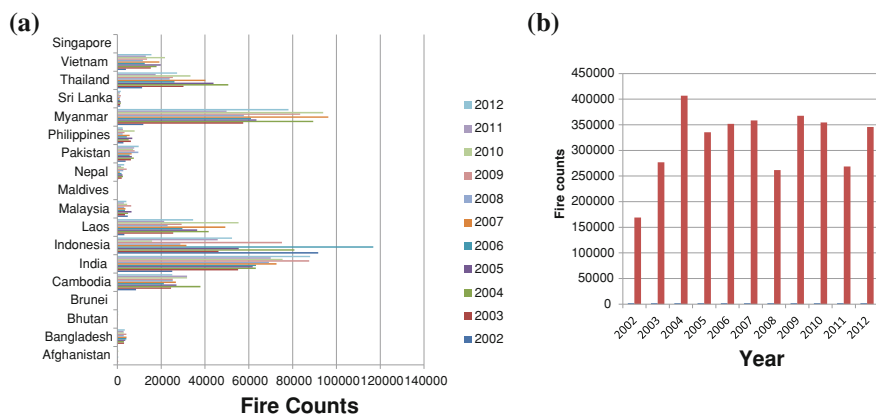 (a)
Singapore
Vietnam
Thailand
Sri Lanka
Myanmar
Philippines
Pakistan
Nepal
Maldives
Malaysia
Laos
Indonesia
India
Cambodia
Brunei
Bhutan
Bangladesh
Afghanistan
0 20000 40000 60000 80000 100000 120000 140000
Fire Counts
2012
2011
2010
2009
2008
2007
2006
2005
2004
2003
2002
(b)
450000
400000
350000
300000
250000
200000
150000
100000
50000
0
Fire counts
2002 2003 2004 2005 2006 2007 2008 2009 2010 2011 2012
Year